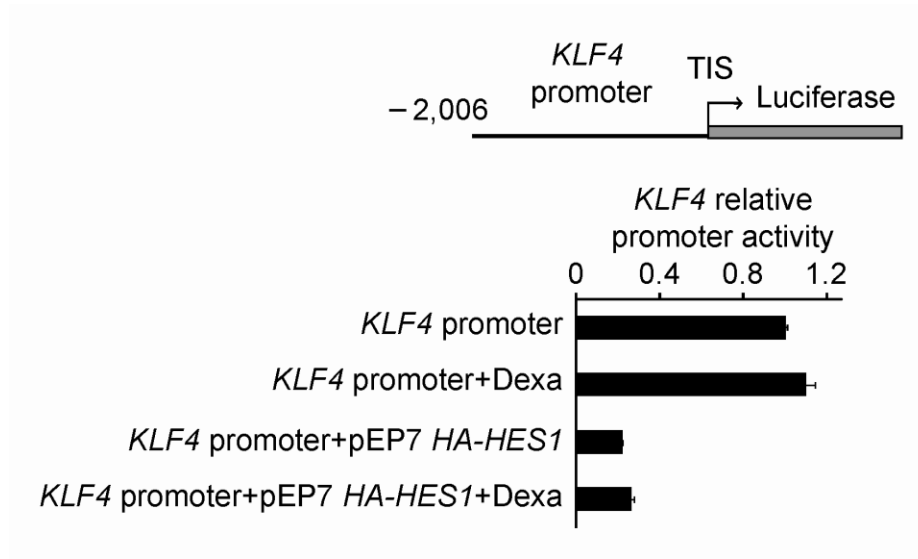 KLF4
promoter
TIS
Luciferase
– 2,006
KLF4 relative
promoter activity
0 0.4 0.8 1.2
KLF4 promoter
KLF4 promoter+Dexa
KLF4 promoter+pEP7 HA-HES1
KLF4 promoter+pEP7 HA-HES1+Dexa